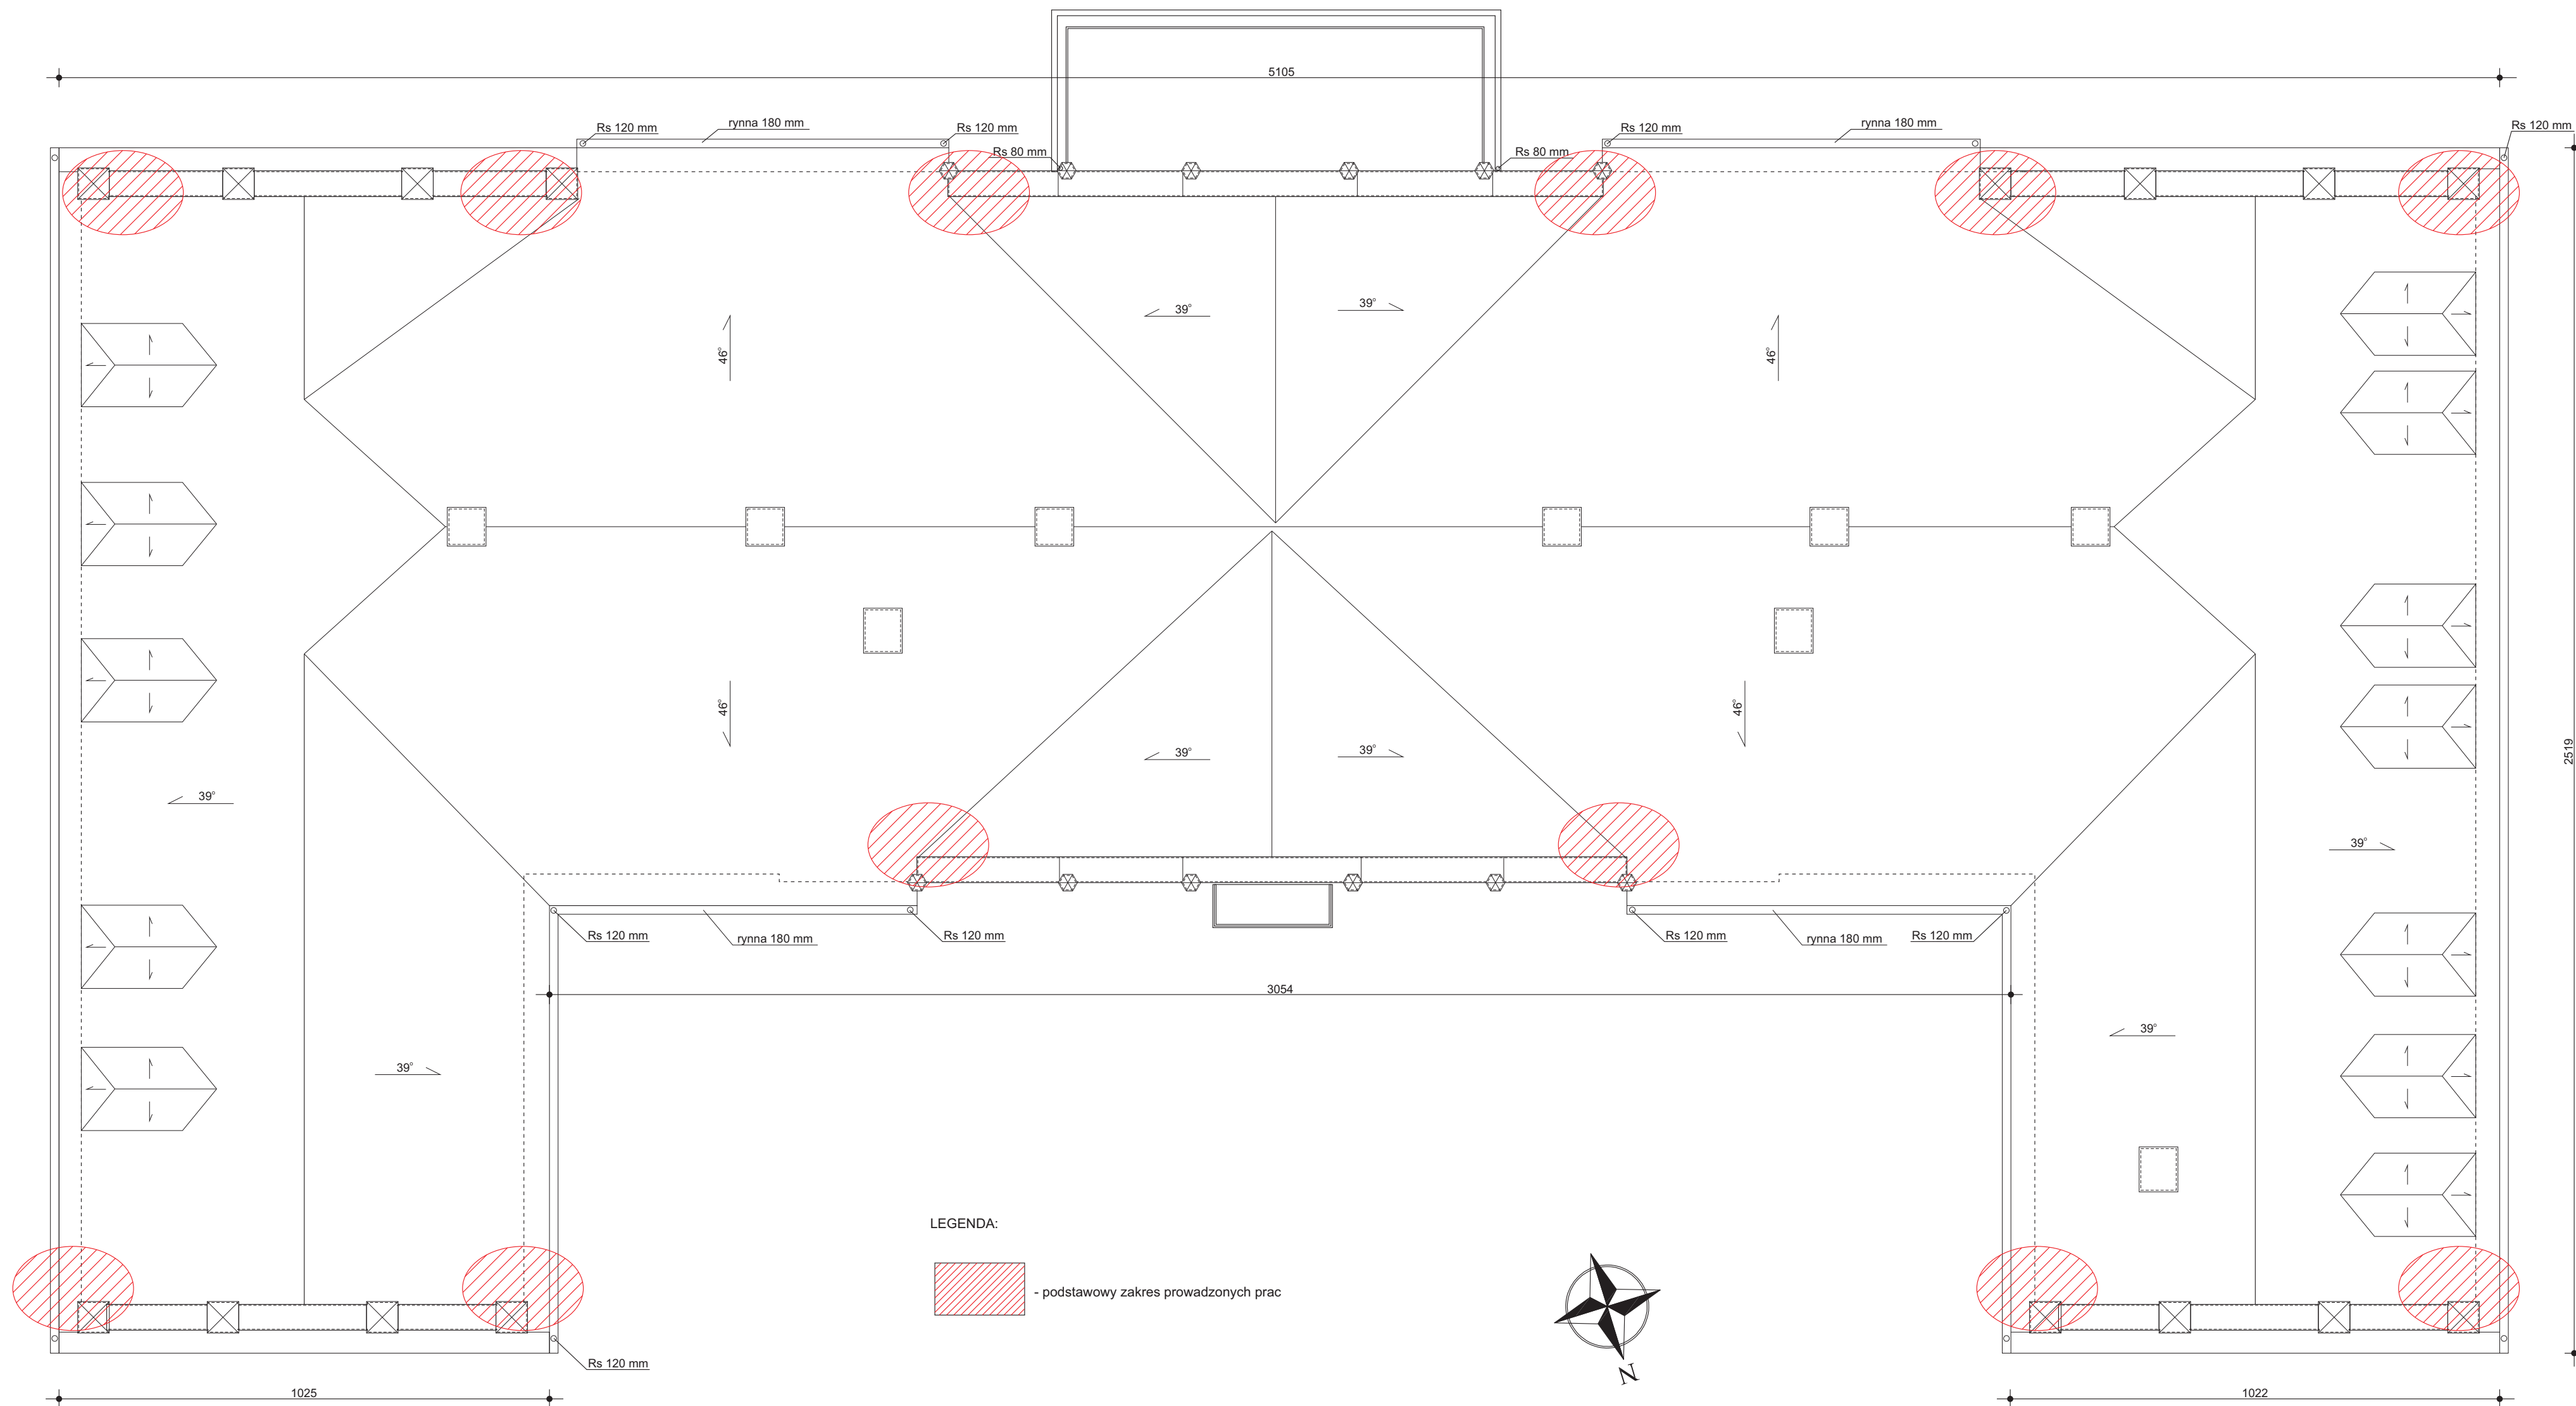 5105
Rs 120 mm
rynna 180 mm
Rs 120 mm
Rs 120 mm
rynna 180 mm
Rs 120 mm
Rs 80 mm
Rs 80 mm
39°
39°
46°
46°
46°
46°
2519
39°
39°
39°
39°
Rs 120 mm
rynna 180 mm
Rs 120 mm
Rs 120 mm
rynna 180 mm
Rs 120 mm
3054
39°
39°
LEGENDA:
- podstawowy zakres prowadzonych prac
N
Rs 120 mm
1025
1022